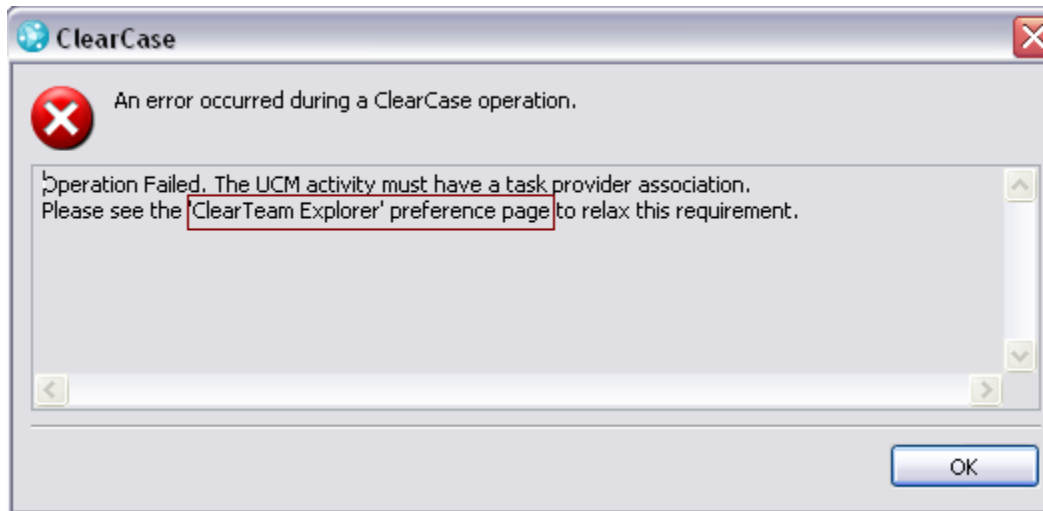 ClearCase
An error occurred during a ClearCase operation.
Operation Failed. The UCM activity must have a task provider association.
Please see the 'ClearTeam Explorer' preference page to relax this requirement.
OK